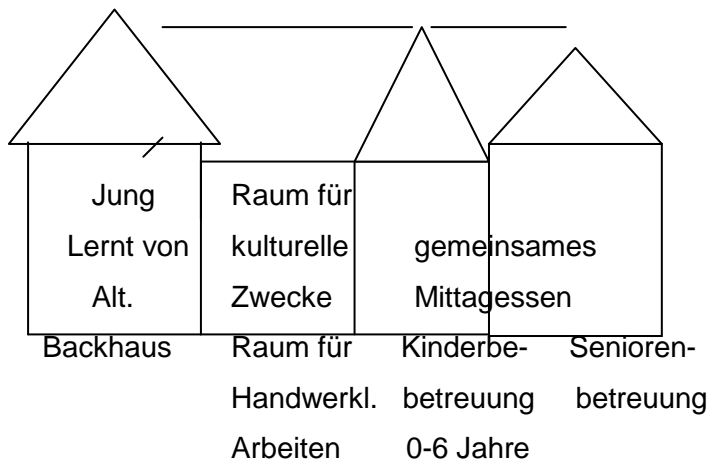 Jung Raum für
Lernt von kulturelle gemeinsames
Alt. Zwecke Mittagessen
Backhaus Raum für Kinderbe- Senioren-
Handwerkl. betreuung betreuung
Arbeiten 0-6 Jahre